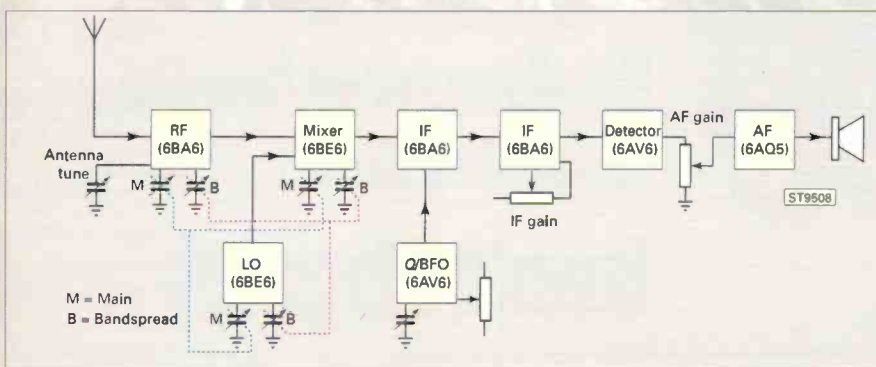 RF
(6BA6)
Mixer
(6BE6)
IF
(6BA6)
IF
(6BA6)
Detector
(6AV6)
AF gain
AF
(6AQ5)
Antenna
tune
M
B
M
B
IF gain
ST9508
LO
(6BE6)
Q/BFO
(6AV6)
M
B
M = Main
B = Bandspread